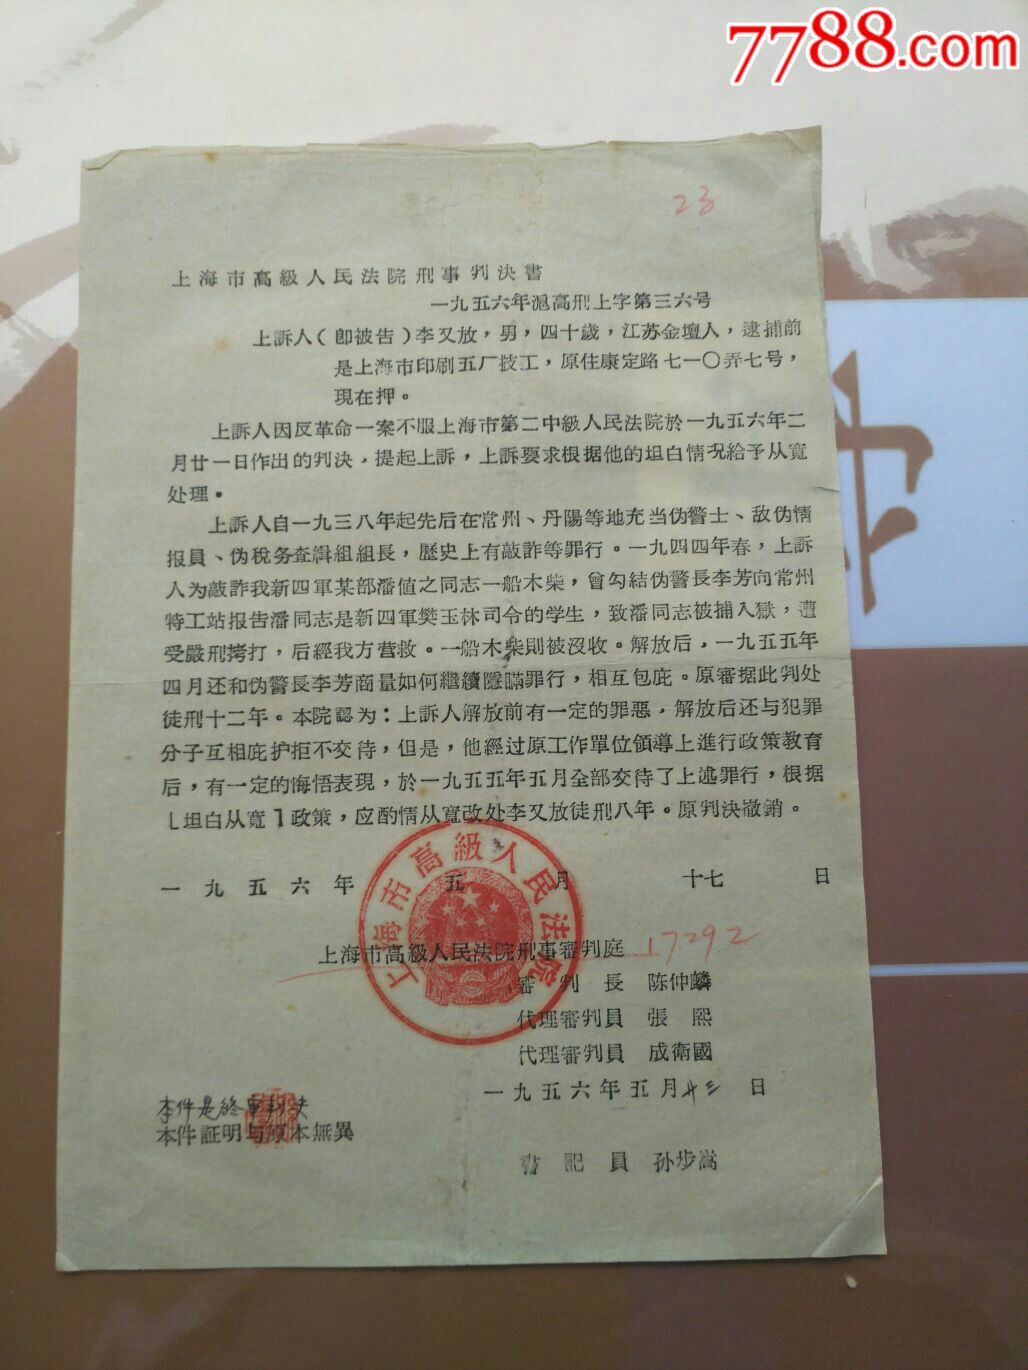 7788.com
23
上海市高級人民法院刑事判決書
一九五六年滬高刑上字第三六号
上訴人(卽被告)李又放，男，四十歲，江苏金壇人，逮捕前
是上海市印刷五厂技工，原住康定路七一〇弄七号，
現在押。
上訴人因反革命一案不服上海市第二中級人民法院於一九五六年二
月廿一日作出的判決，提起上訴，上訴要求根据他的坦白情况給予从寬
处理。
上訴人自一九三八年起先后在常州、丹陽等地充当伪警士、敌伪情
报員、伪税务查緝組組長，歷史上有敲詐等罪行。一九四四年春，上訴
人为敲詐我新四軍某部潘值之同志一船木柴，曾勾結伪警長李芳向常州
特工站报告潘同志是新四軍樊玉林司令的学生，致潘同志被捕入獄，遭
受嚴刑拷打，后經我方营救。一船木柴則被沒收。解放后，一九五五年
四月还和伪警長李芳商量如何繼續隱瞞罪行，相互包庇。原審据此判处
徒刑十二年。本院認为：上訴人解放前有一定的罪惡，解放后还与犯罪
分子互相庇护拒不交待，但是，他經过原工作單位領導上進行政策教育
后，有一定的悔悟表現，於一九五五年五月全部交待了上述罪行，根据
「坦白从寬」政策，应酌情从寬改处李又放徒刑八年。原判決撤銷。
一九五六年五月十七日
上海市高級人民法院
上海市高級人民法院刑事審判庭
17292
審判長 陈仲麟
代理審判員 張熙
代理審判員 成衛國
一九五六年五月廿三日
本件是終審判決
本件証明与原本無異
書記員 孙步嵩